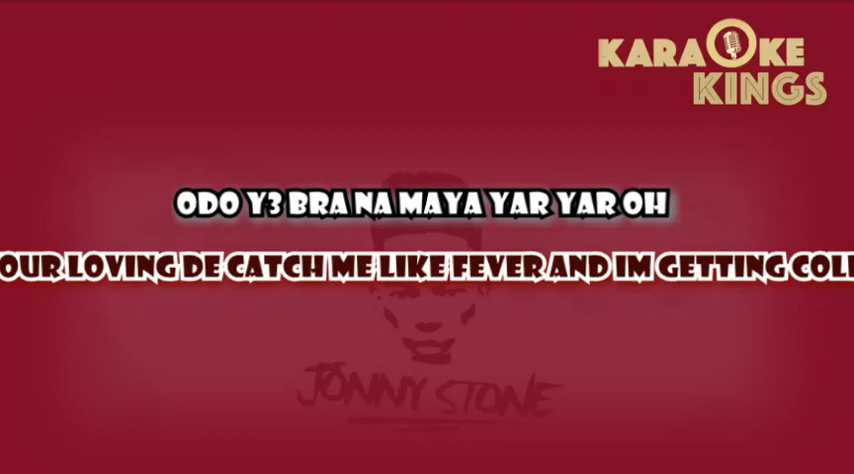 KARAOKE
KINGS
ODO Y3 BRA NA MAYA YAR YAR OH
OUR LOVING DE CATCH ME LIKE FEVER AND IM GETTING COL
JONNY STONE